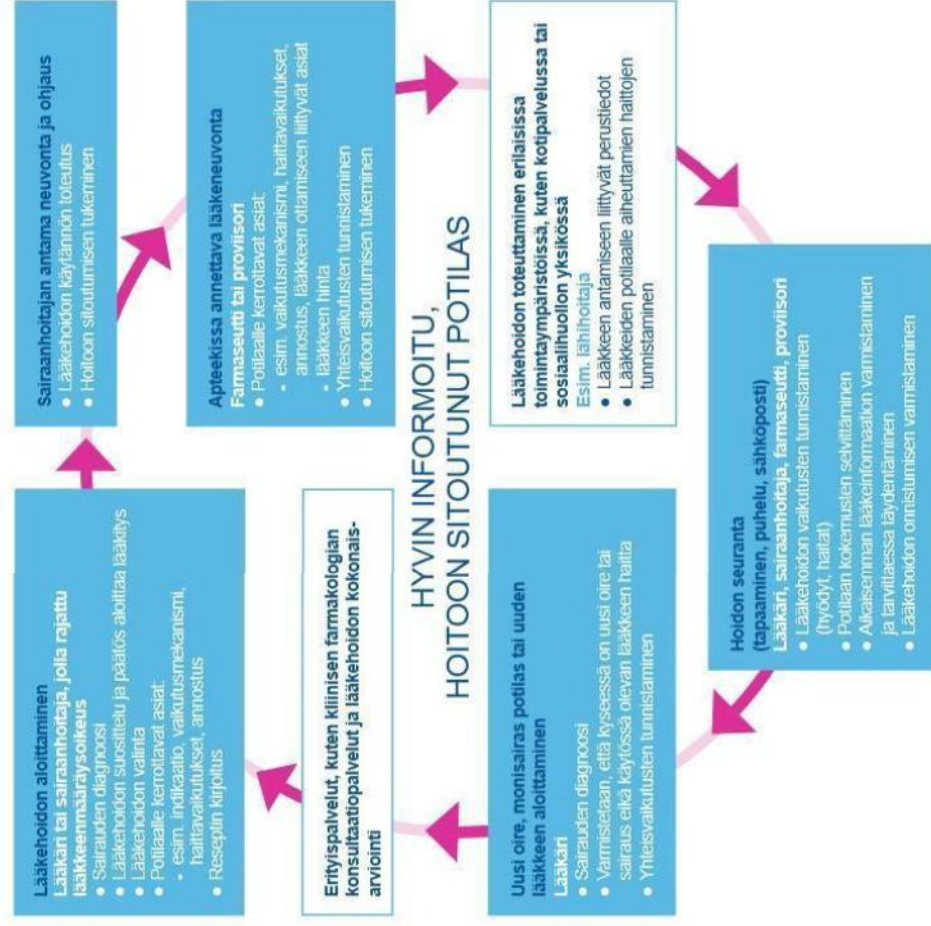 Lääkehoidon aloittaminen
Lääkäri tai sairaanhoitaja, jolla rajattu
lääkkeenmääräysoikeus
• Sairauden diagnoosi
• Lääkehoidon suosittelu ja päätös aloittaa lääkitys
• Lääkehoidon valinta
• Potilaalle kerrottavat asiat:
• esim. indikaatio, vaikutusmekanismi,
haittavaikutukset, annostus
• Reseptin kirjoitus
Sairaanhoitajan antama neuvonta ja ohjaus
• Lääkehoidon käytännön toteutus
• Hoitoon sitoutumisen tukeminen
Apteekissa annettava lääkeneuvonta
Farmaseutti tai proviisori
• Potilaalle kerrottavat asiat:
• esim. vaikutusmekanismi, haittavaikutukset,
annostus, lääkkeen ottamiseen liittyvät asiat
• lääkkeen hinta
• Yhteisvaikutusten tunnistaminen
• Hoitoon sitoutumisen tukeminen
Lääkehoidon toteuttaminen erilaisissa
toimintaympäristöissä, kuten kotipalvelussa tai
sosiaalihuollon yksikössä
Esim. lähihoitaja
• Lääkkeen antamiseen liittyvät perustiedot
• Lääkkeiden potilaalle aiheuttamien haittojen
tunnistaminen
Hoidon seuranta
(tapaaminen, puhelu, sähköposti)
Lääkäri, sairaanhoitaja, farmaseutti, proviisori
• Lääkehoidon vaikutusten tunnistaminen
(hyödyt, haitat)
• Potilaan kokemusten selvittäminen
• Aikaisemman lääkeinformaation varmistaminen
ja tarvittaessa täydentäminen
• Lääkehoidon onnistumisen varmistaminen
Uusi oire, monisairas potilas tai uuden
lääkkeen aloittaminen
Lääkäri
• Sairauden diagnoosi
• Varmistetaan, että kyseessä on uusi oire tai
sairaus eikä käytössä olevan lääkkeen haitta
• Yhteisvaikutusten tunnistaminen
Erityispalvelut, kuten kliinisen farmakologian
konsultaatiopalvelut ja lääkehoidon kokonais-
arviointi
HYVIN INFORMOITU,
HOITOON SITOUTUNUT POTILAS